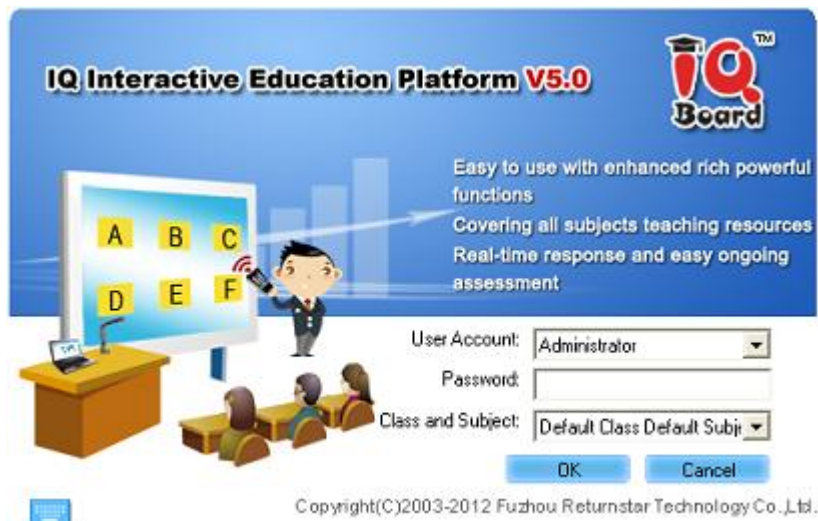 TM
IQ Interactive Education Platform V5.0
IQ
Board
Easy to use with enhanced rich powerful
functions
Covering all subjects teaching resources
Real-time response and easy ongoing
assessment
A B C
D E F
User Account: Administrator
Password:
Class and Subject: Default Class Default Subje
OK Cancel
Copyright(C)2003-2012 Fuzhou Returnstar Technology Co.,Ltd.